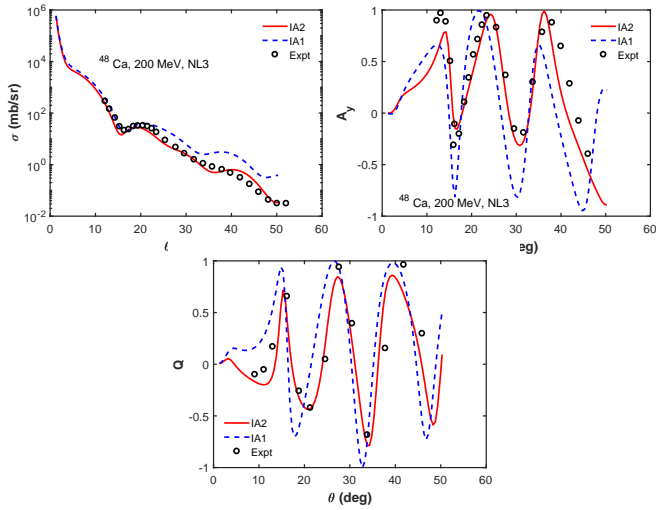 10^6
10^4
10^2
10^0
10^-2
σ (mb/sr)
0 10 20 30 40 50 60
IA2
IA1
Expt
48 Ca, 200 MeV, NL3
1
0.5
0
-0.5
-1
A_y
0 10 20 30 40 50 60
eg)
IA2
IA1
Expt
48 Ca, 200 MeV, NL3
1
0.5
0
-0.5
-1
Q
0 10 20 30 40 50 60
θ (deg)
IA2
IA1
Expt